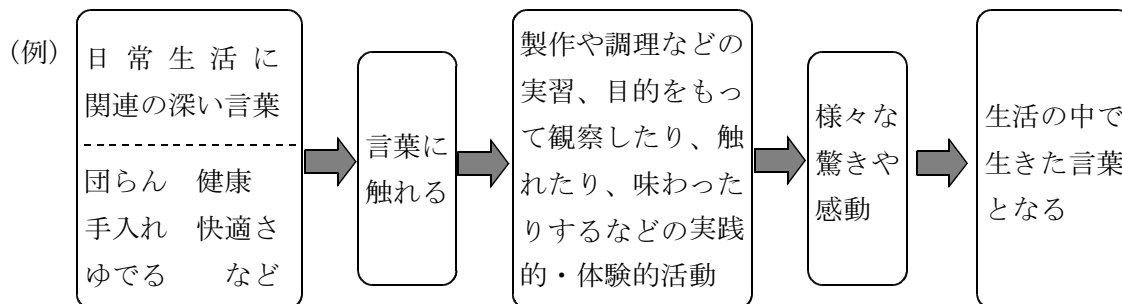 (例)
日常生活に
関連の深い言葉
団らん 健康
手入れ 快適さ
ゆでる など
言葉に
触れる
製作や調理などの
実習、目的をもっ
て観察したり、触
れたり、味わった
りするなどの実践
的・体験的活動
様々な
驚きや
感動
生活の中で
生きた言葉
となる